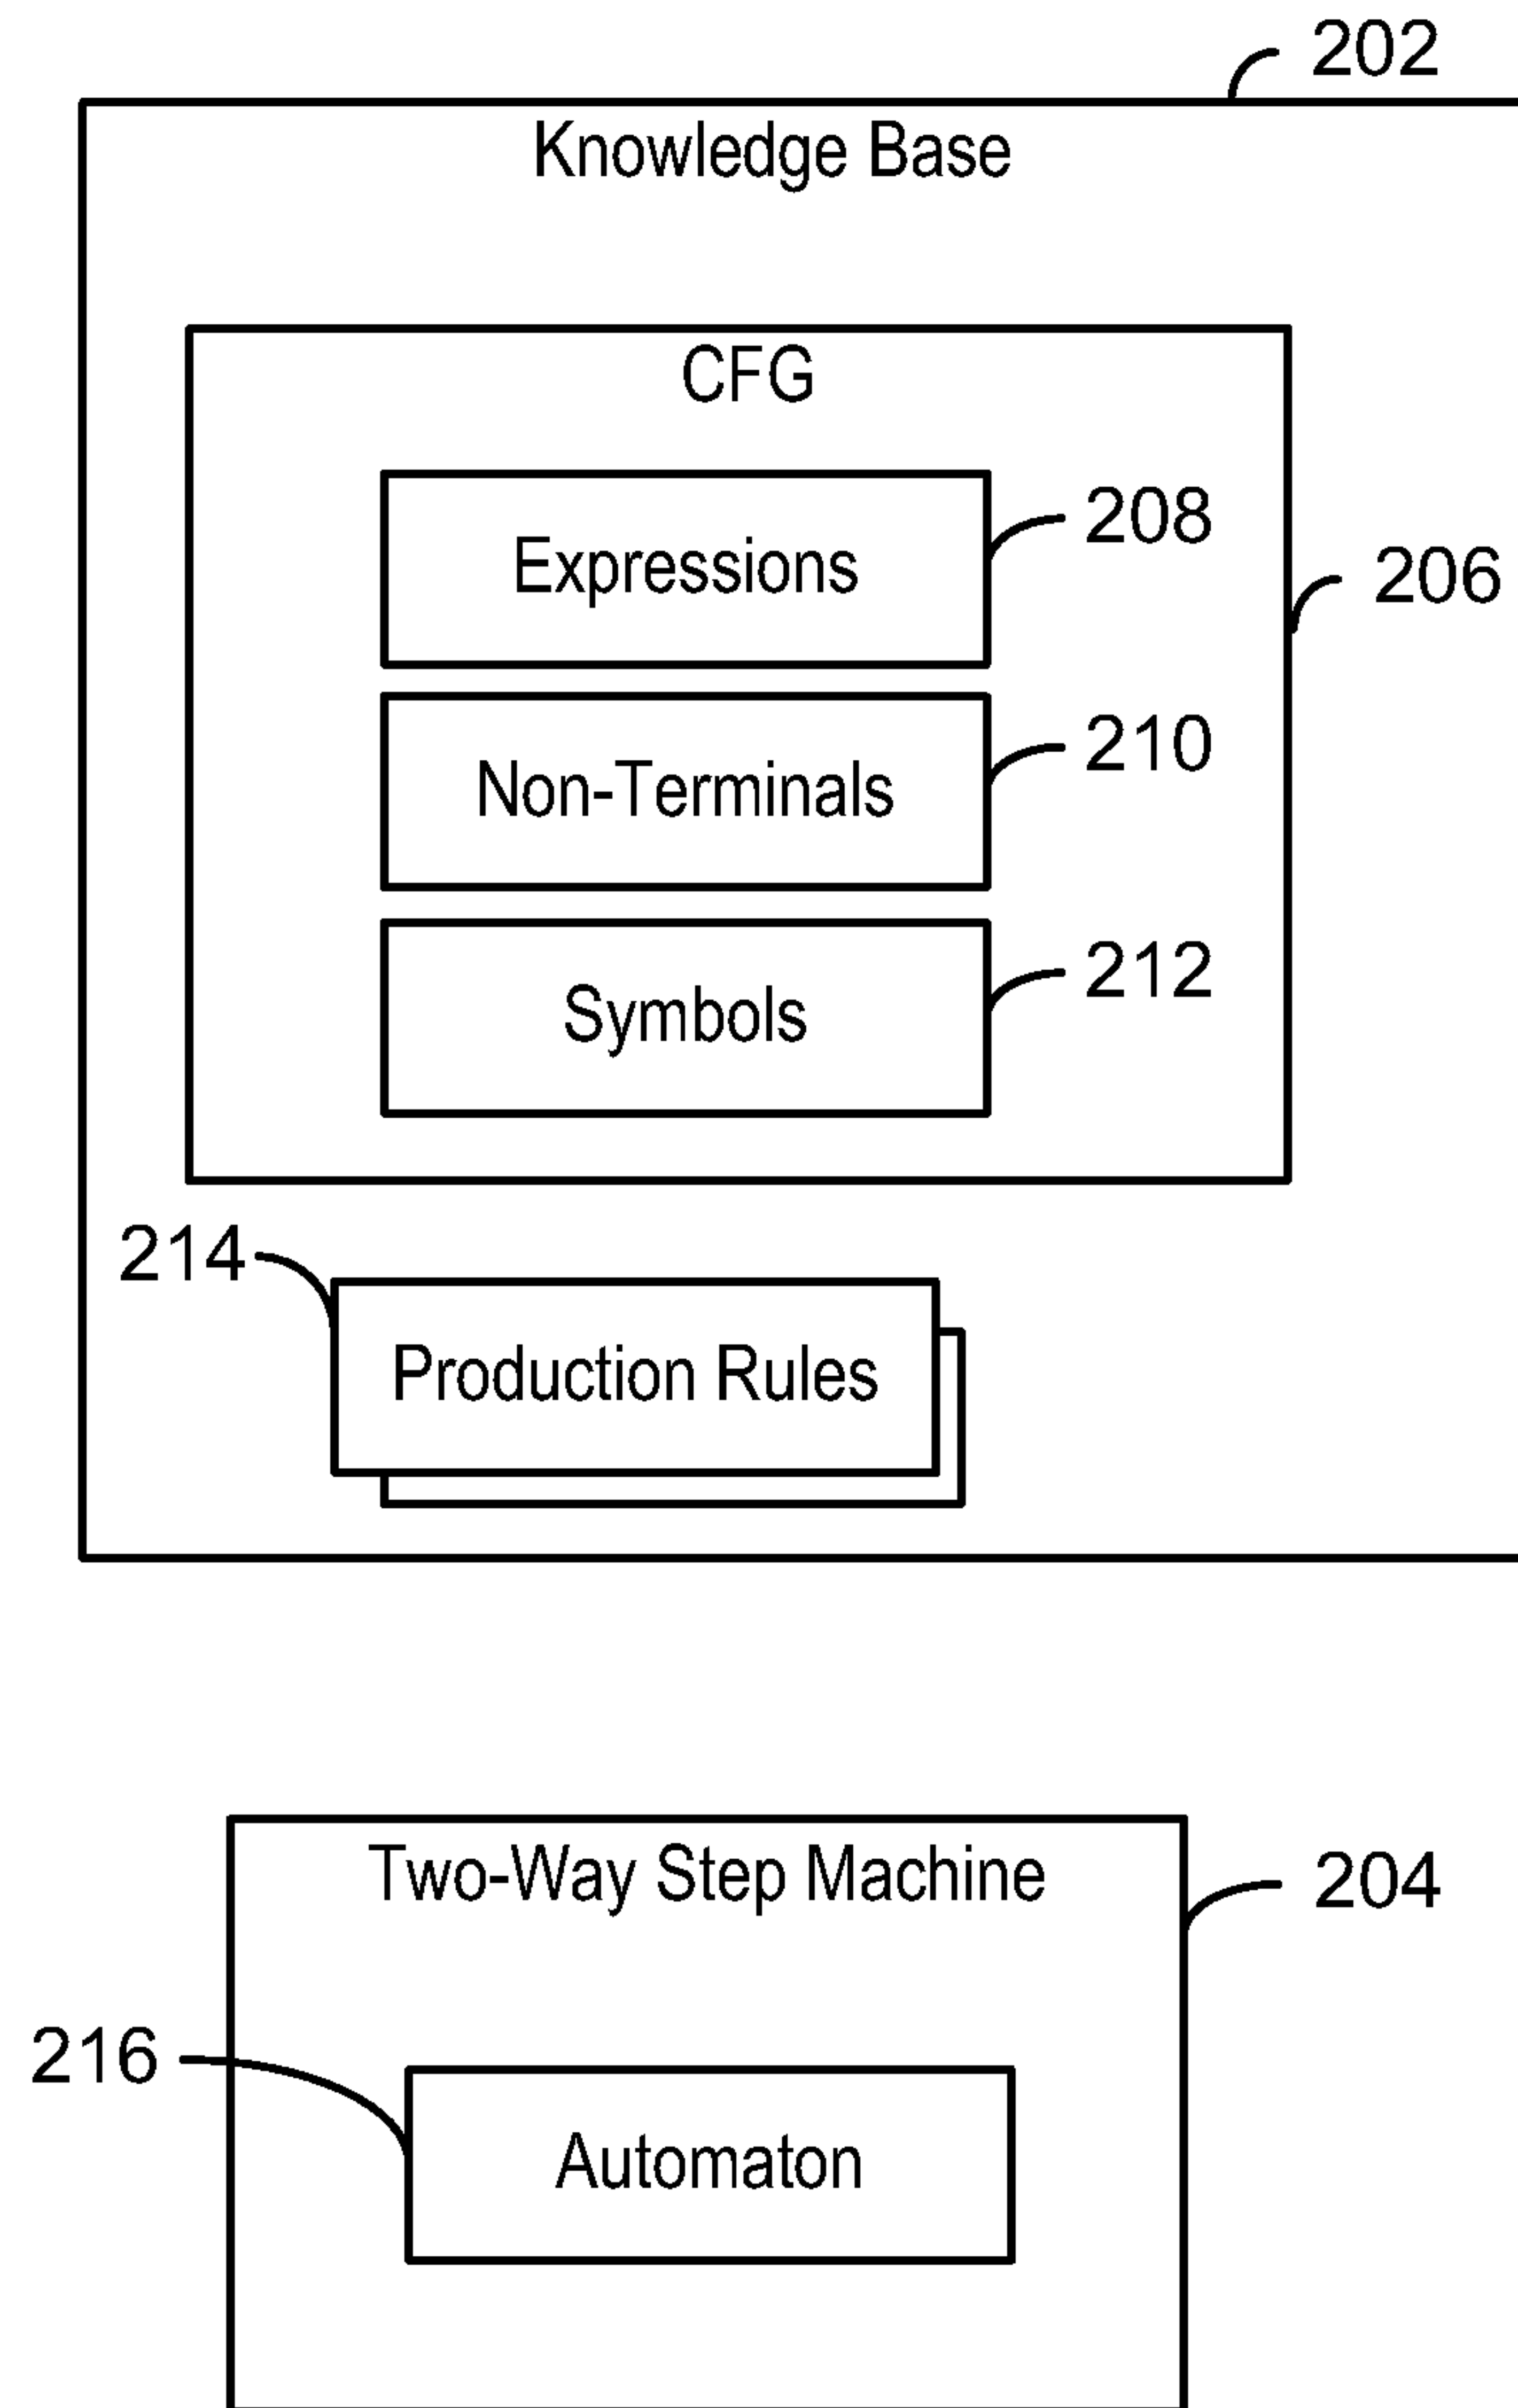 202
Knowledge Base
CFG
Expressions
208
206
Non-Terminals
210
Symbols
212
214
Production Rules
Two-Way Step Machine
204
216
Automaton